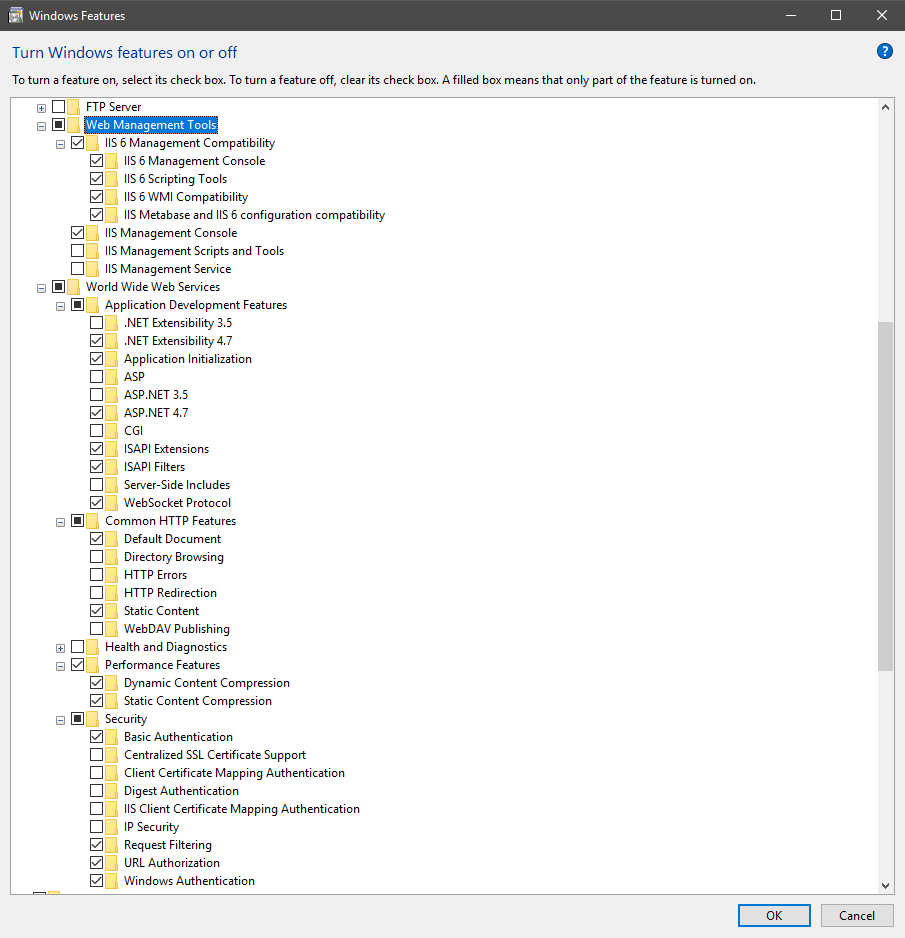 Windows Features
Turn Windows features on or off
?
To turn a feature on, select its check box. To turn a feature off, clear its check box. A filled box means that only part of the feature is turned on.
FTP Server
Web Management Tools
IIS 6 Management Compatibility
IIS 6 Management Console
IIS 6 Scripting Tools
IIS 6 WMI Compatibility
IIS Metabase and IIS 6 configuration compatibility
IIS Management Console
IIS Management Scripts and Tools
IIS Management Service
World Wide Web Services
Application Development Features
.NET Extensibility 3.5
.NET Extensibility 4.7
Application Initialization
ASP
ASP.NET 3.5
ASP.NET 4.7
CGI
ISAPI Extensions
ISAPI Filters
Server-Side Includes
WebSocket Protocol
Common HTTP Features
Default Document
Directory Browsing
HTTP Errors
HTTP Redirection
Static Content
WebDAV Publishing
Health and Diagnostics
Performance Features
Dynamic Content Compression
Static Content Compression
Security
Basic Authentication
Centralized SSL Certificate Support
Client Certificate Mapping Authentication
Digest Authentication
IIS Client Certificate Mapping Authentication
IP Security
Request Filtering
URL Authorization
Windows Authentication
OK
Cancel